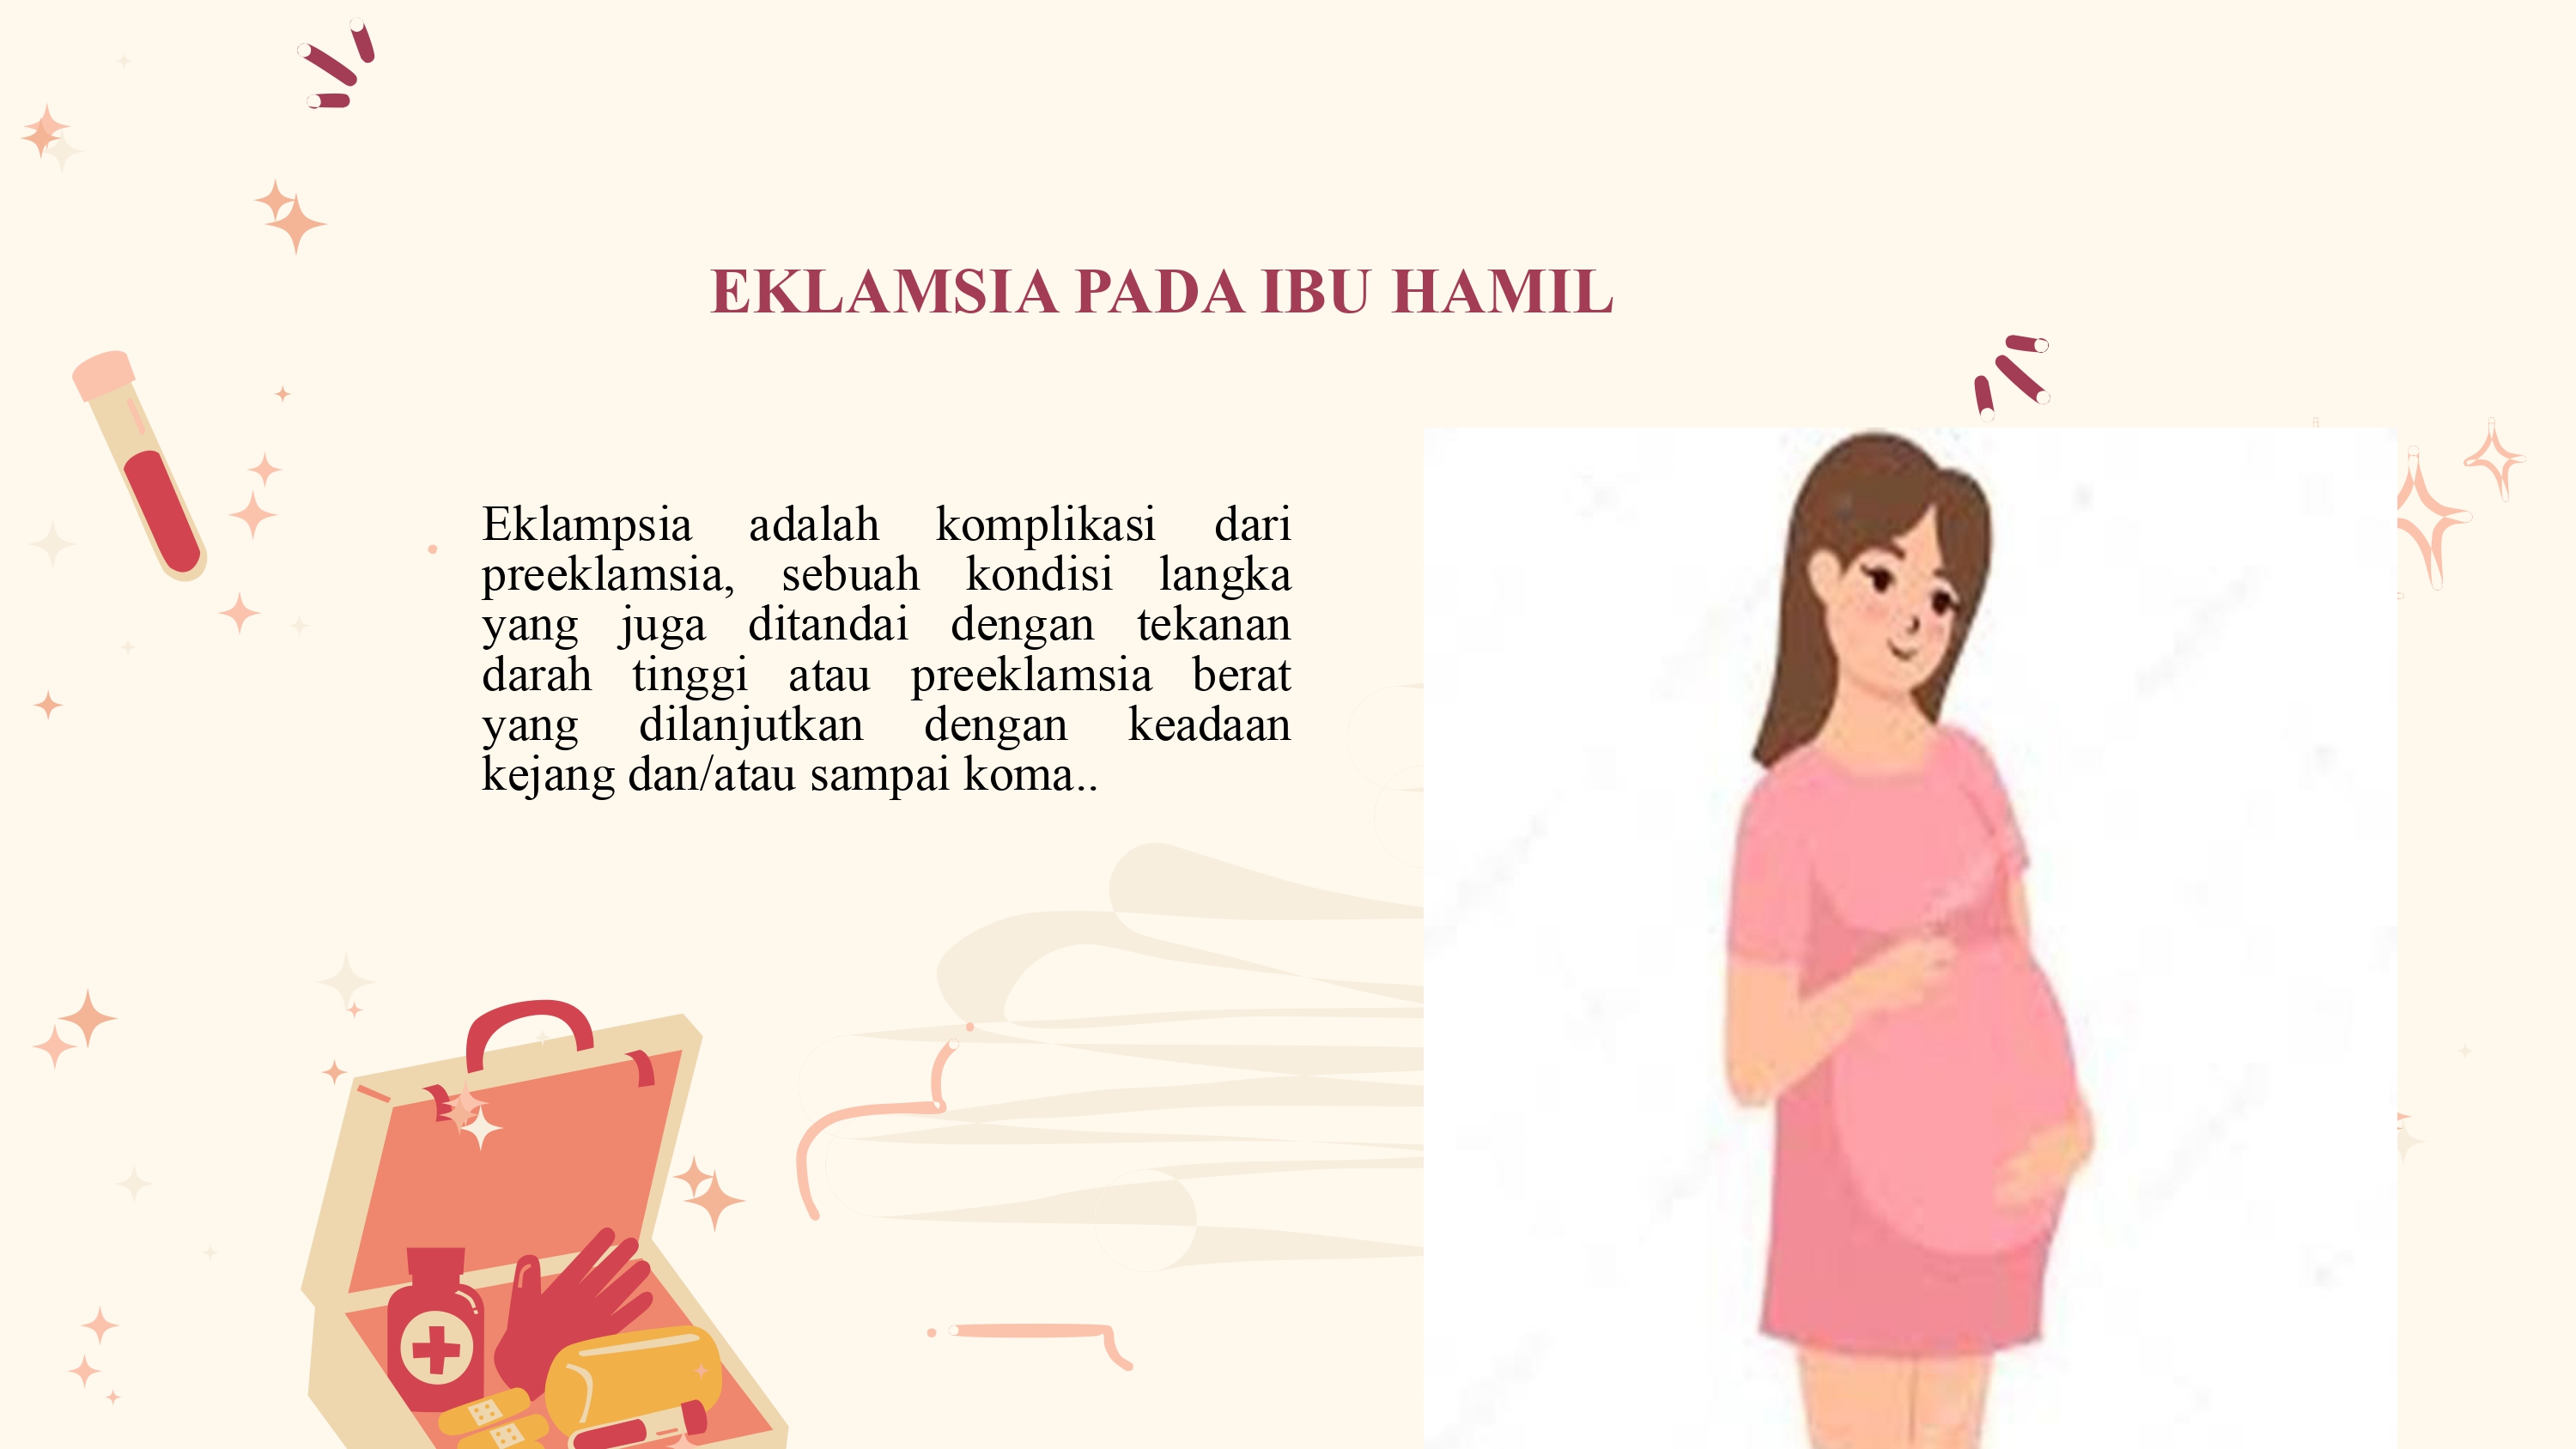 EKLAMSIA PADA IBU HAMIL
Eklampsia adalah komplikasi dari
preeklamsia, sebuah kondisi langka
yang juga ditandai dengan tekanan
darah tinggi atau preeklamsia berat
yang dilanjutkan dengan keadaan
kejang dan/atau sampai koma..